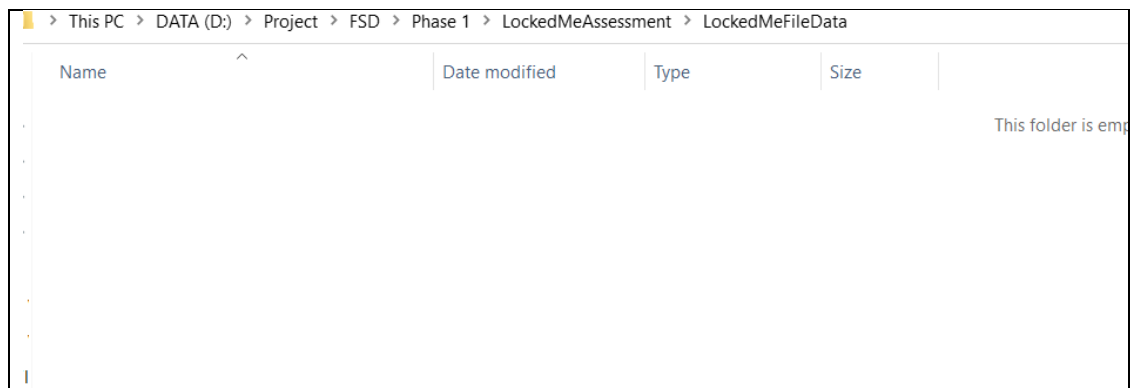 > This PC > DATA (D:) > Project > FSD > Phase 1 > LockedMeAssessment > LockedMeFileData
Name Date modified Type Size
This folder is emp